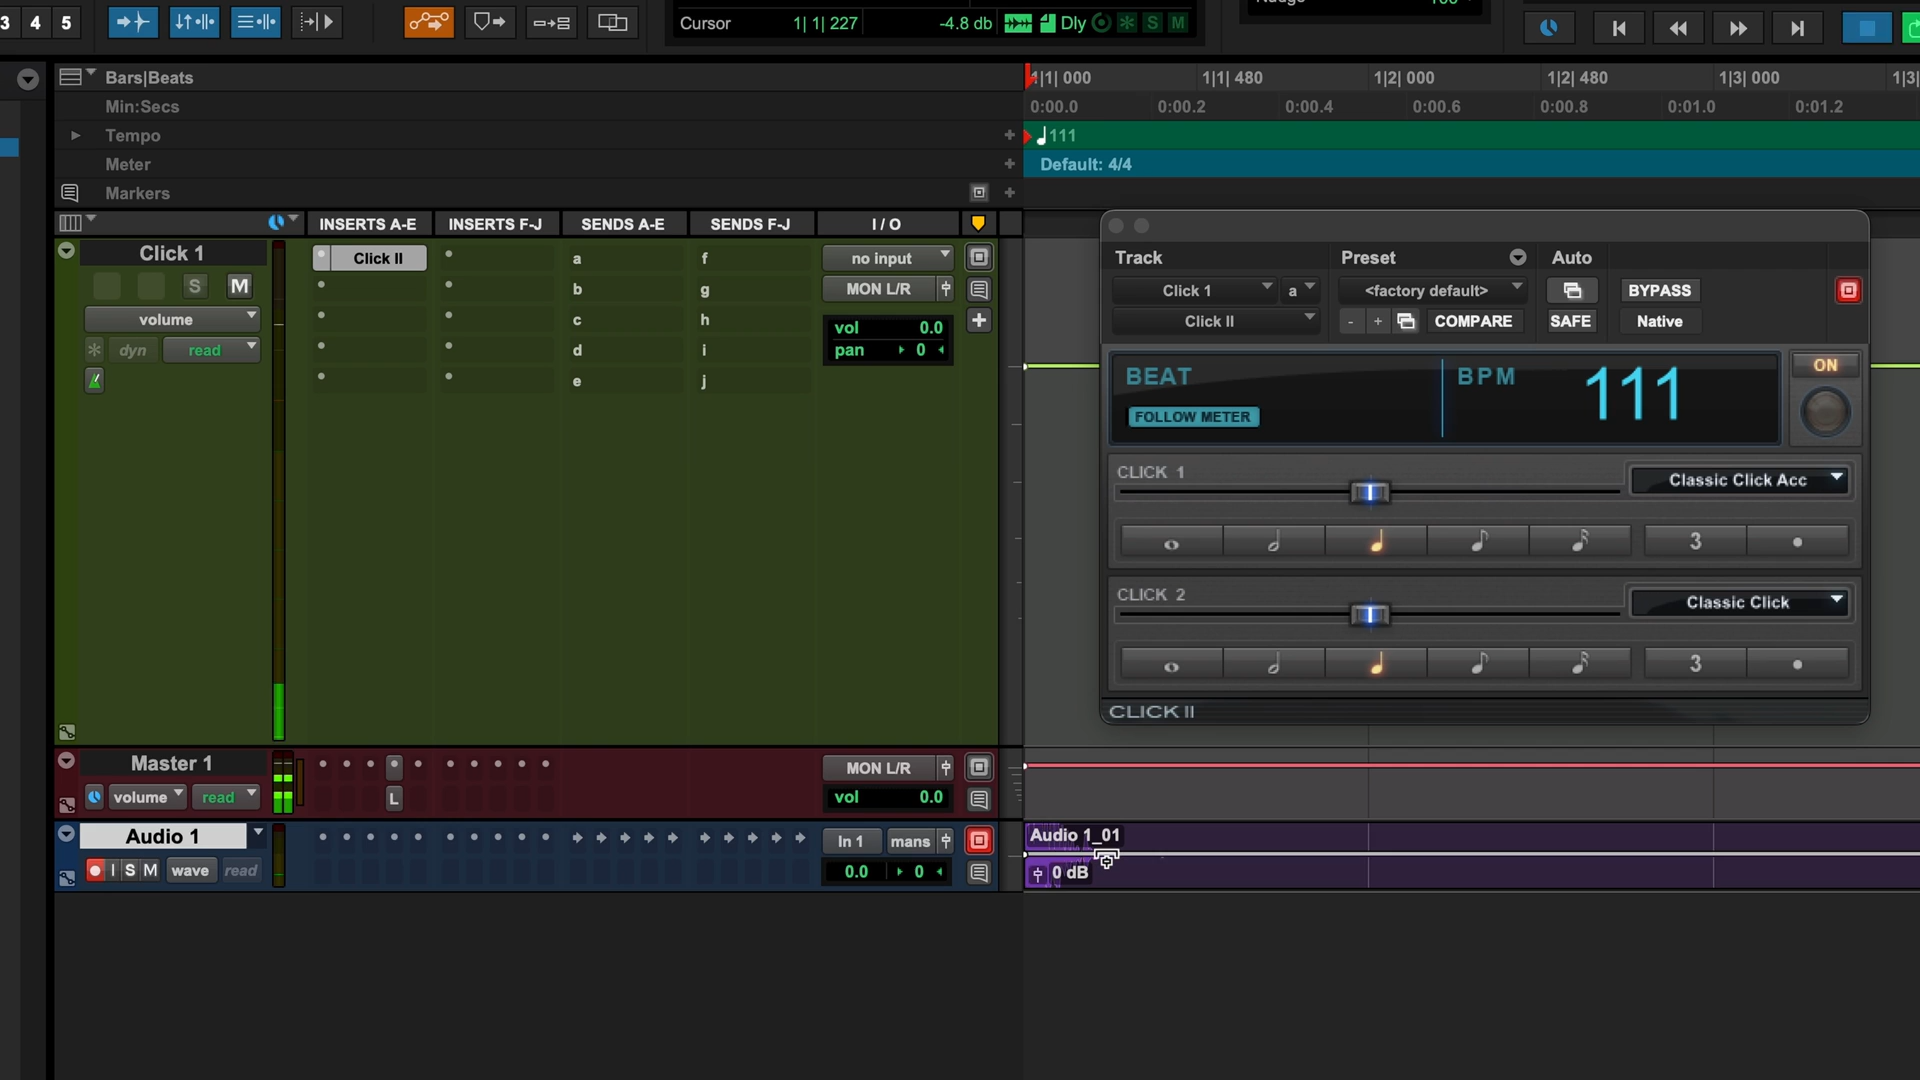 3 4 5
Cursor 1| 1| 227 -4.8 db Dly S M
Bars|Beats
1|1| 000 1|1| 480 1|2| 000 1|2| 480 1|3| 000 1|3|
Min:Secs
0:00.0 0:00.2 0:00.4 0:00.6 0:00.8 0:01.0 0:01.2
Tempo +
111
Meter +
Default: 4/4
Markers +
INSERTS A-E INSERTS F-J SENDS A-E SENDS F-J I / O
Click 1
S M
volume
dyn read
Click II
a f
b g
c h
d i
e j
no input
MON L/R
vol 0.0
pan 0
Track Preset Auto
Click 1 a <factory default> BYPASS
Click II - + COMPARE SAFE Native
BEAT
FOLLOW METER
BPM 111
ON
CLICK 1
Classic Click Acc
3
CLICK 2
Classic Click
3
CLICK II
Master 1
volume read
L
MON L/R
vol 0.0
Audio 1
I S M wave read
In 1 mans
0.0 0
Audio 1_01
0 dB